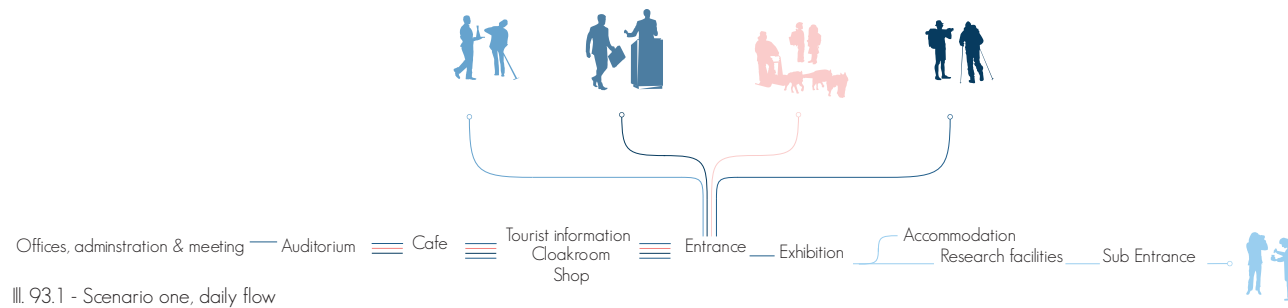 Offices, adminstration & meeting
Auditorium
Cafe
Tourist information
Cloakroom
Shop
Entrance
Exhibition
Accommodation
Research facilities
Sub Entrance
Ill. 93.1 - Scenario one, daily flow